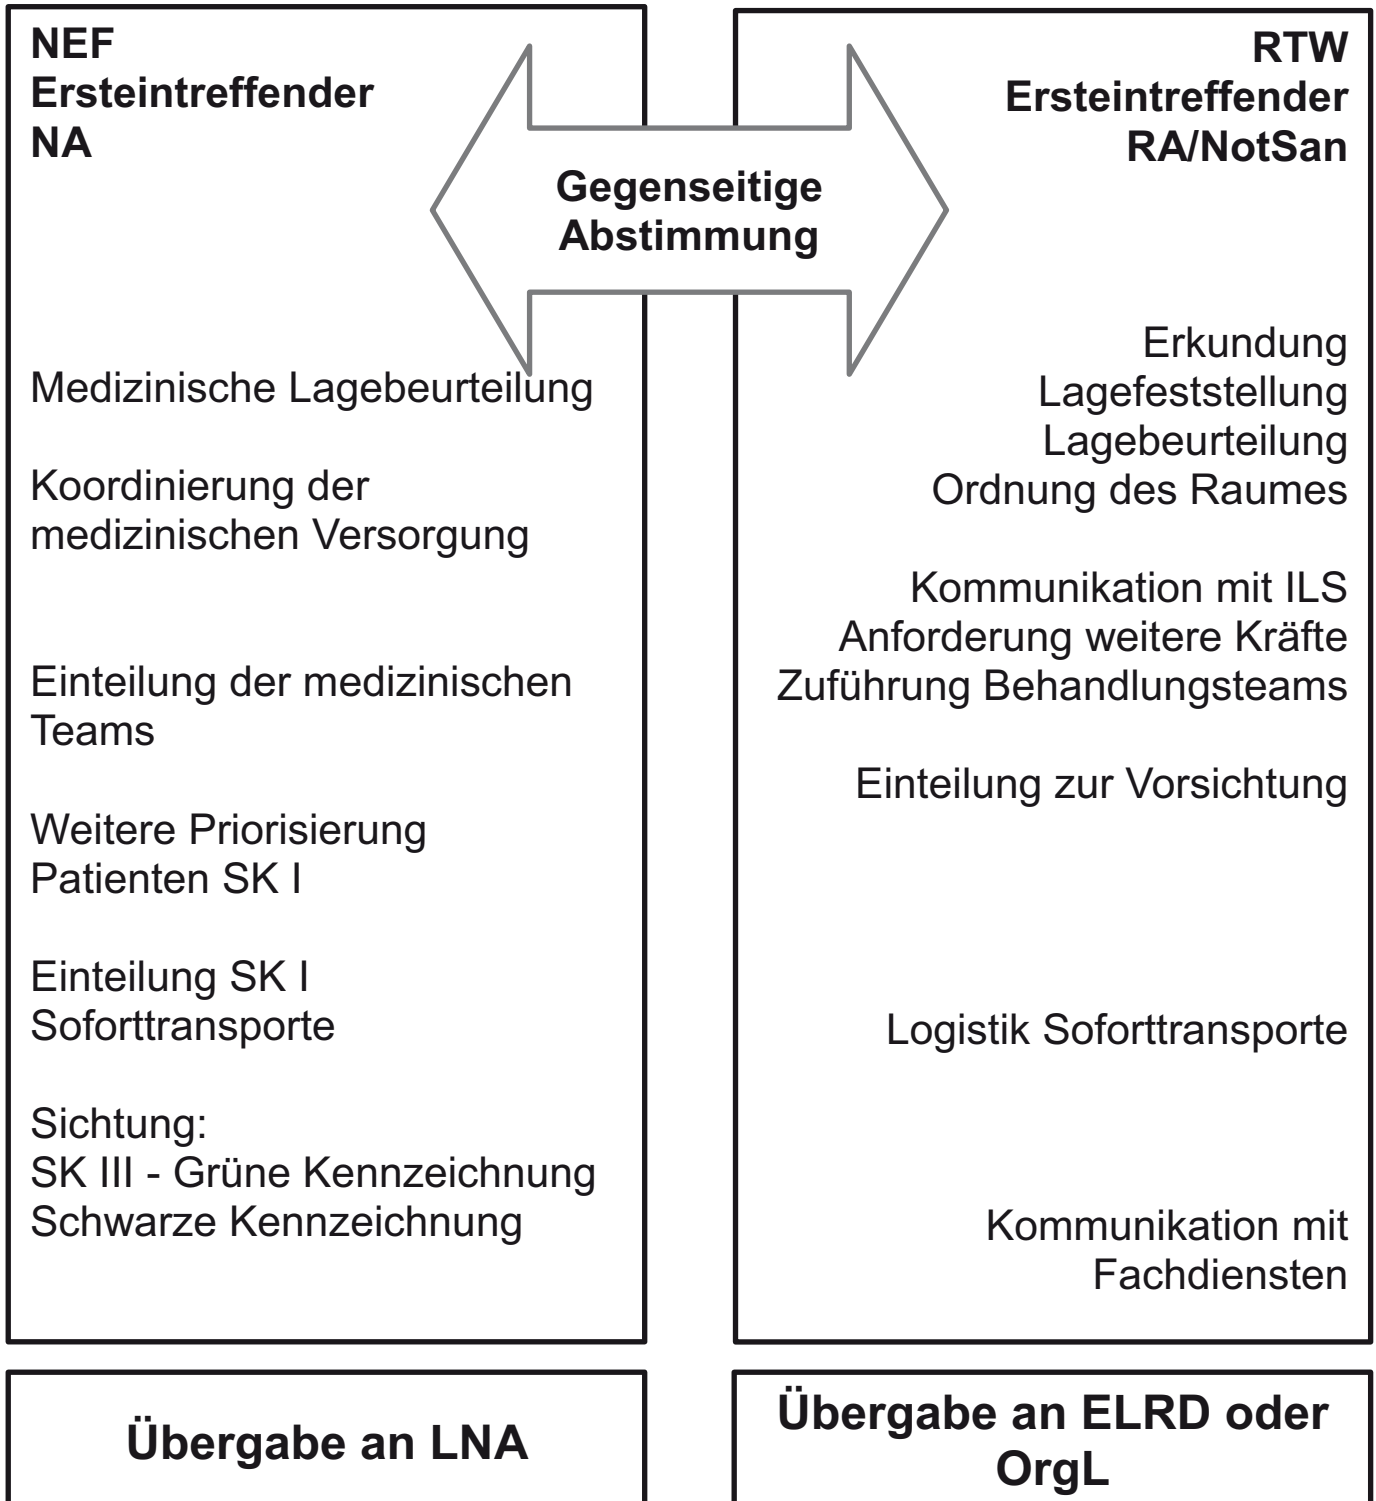 NEF
Ersteintreffender
NA
Medizinische Lagebeurteilung
Koordinierung der
medizinischen Versorgung
Einteilung der medizinischen
Teams
Weitere Priorisierung
Patienten SK I
Einteilung SK I
Soforttransporte
Sichtung:
SK III - Grüne Kennzeichnung
Schwarze Kennzeichnung
Gegenseitige
Abstimmung
RTW
Ersteintreffender
RA/NotSan
Erkundung
Lagefeststellung
Lagebeurteilung
Ordnung des Raumes
Kommunikation mit ILS
Anforderung weitere Kräfte
Zuführung Behandlungsteams
Einteilung zur Vorsichtung
Logistik Soforttransporte
Kommunikation mit
Fachdiensten
Übergabe an LNA
Übergabe an ELRD oder
OrgL